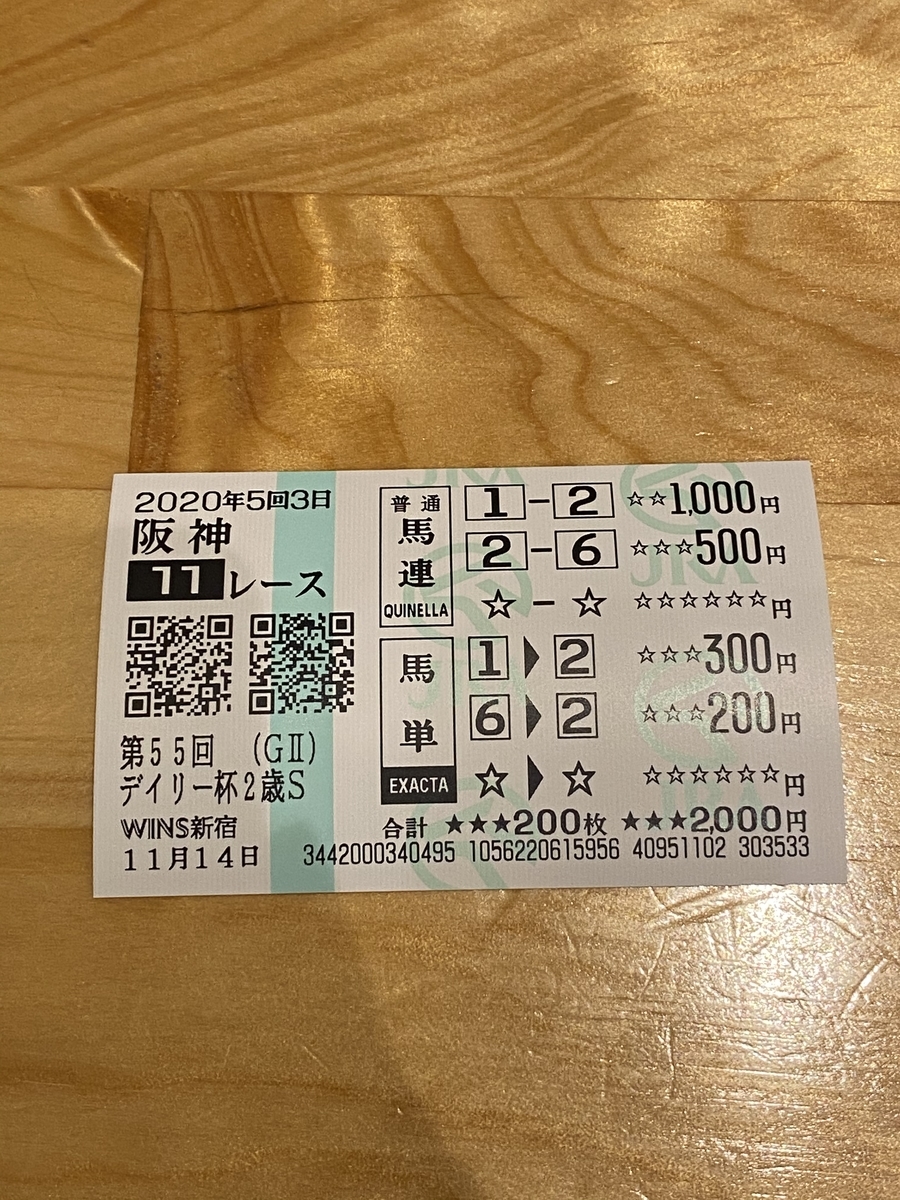 2020年5回3日
阪神
11レース
第55回 (GⅡ)
デイリー杯2歳S
WINS新宿
11月14日
普通
馬連
QUINELLA
1-2 ☆☆1,000円
2-6 ☆☆☆500円
☆-☆ ☆☆☆☆☆☆円
馬単
EXACTA
1▶2 ☆☆☆300円
6▶2 ☆☆☆200円
☆▶☆ ☆☆☆☆☆☆円
合計 ★★★200枚 ★★★2,000円
3442000340495 1056220615956 40951102 303533
JRA
JRA